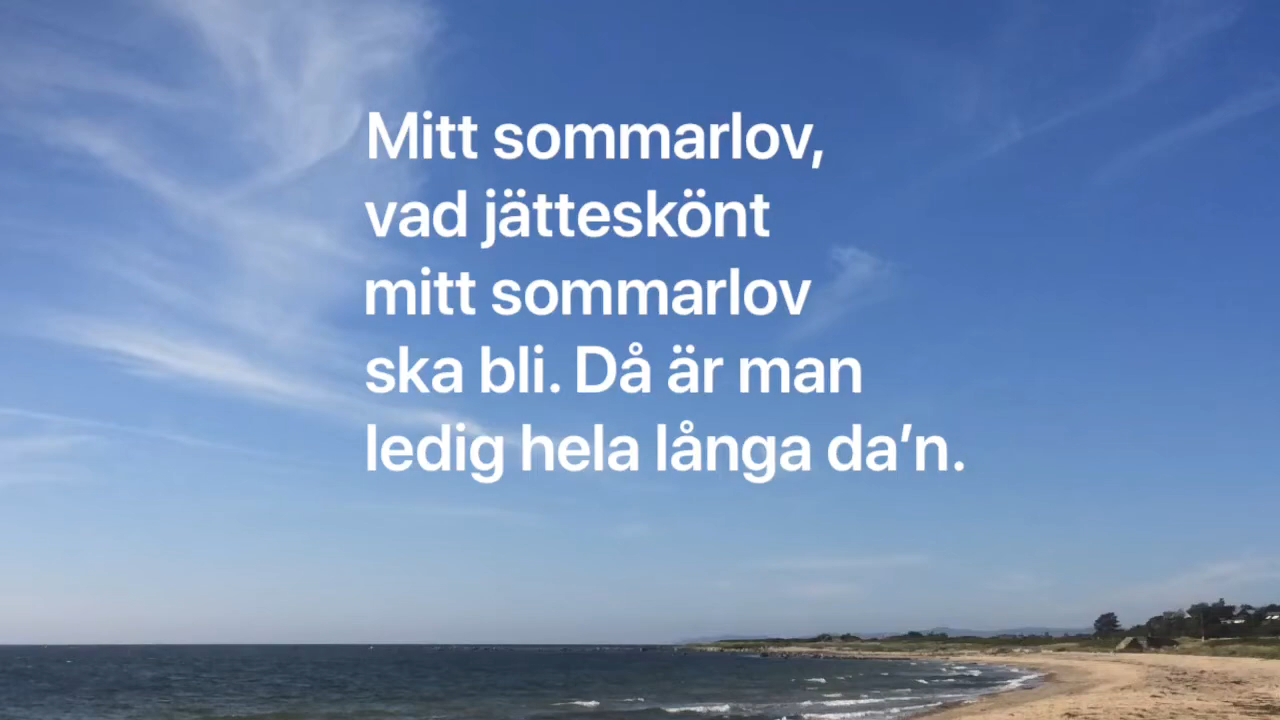 Mitt sommarlov,
vad jätteskönt
mitt sommarlov
ska bli. Då är man
ledig hela långa da’n.